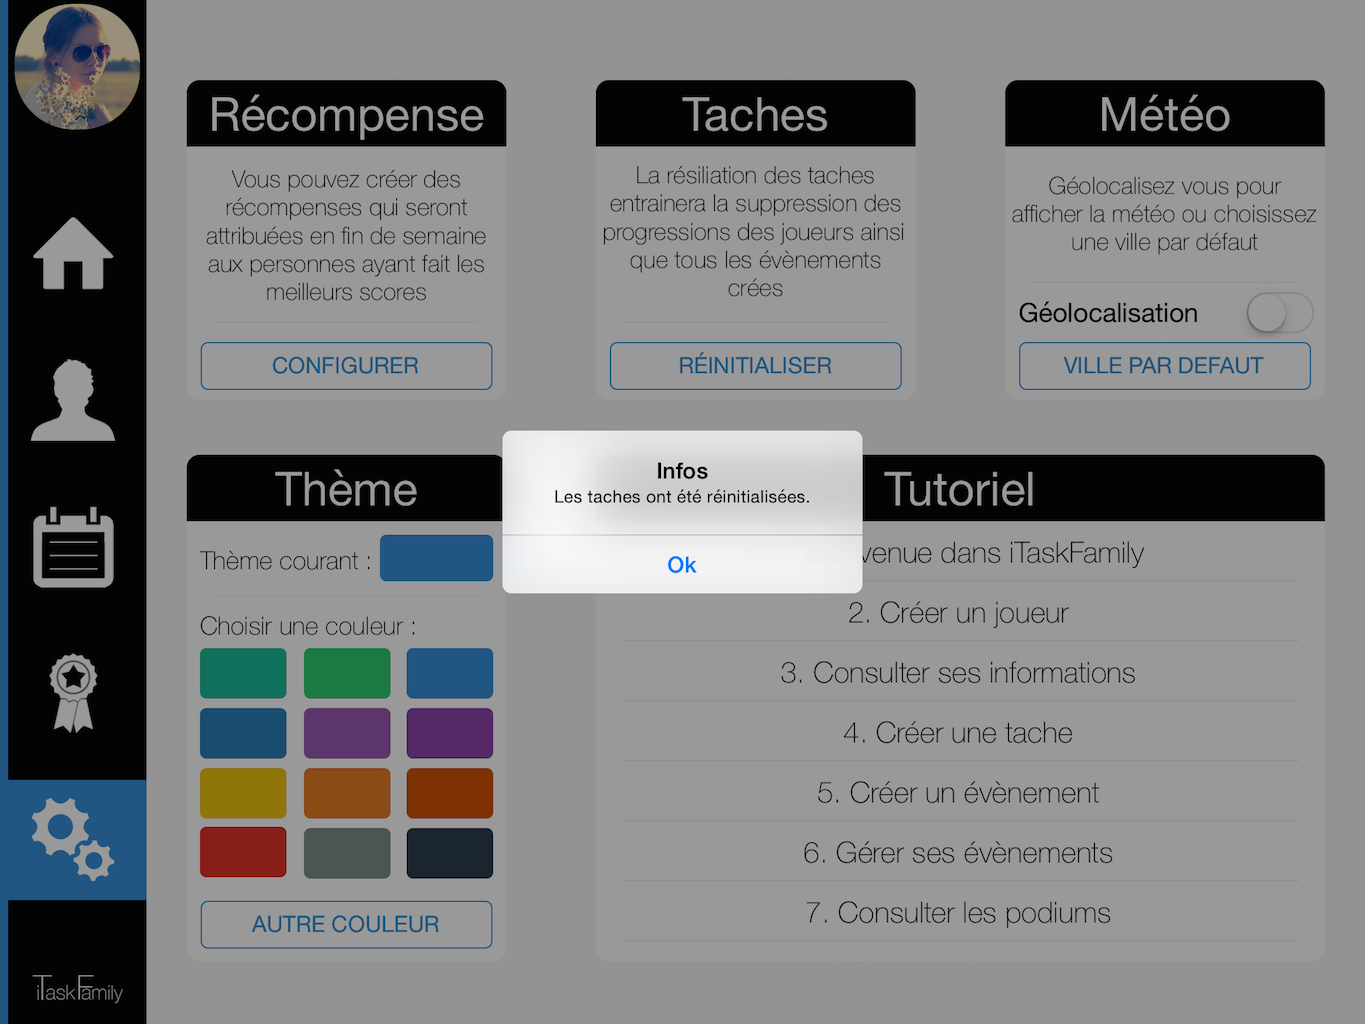 Récompense
Vous pouvez créer des
récompenses qui seront
attribuées en fin de semaine
aux personnes ayant fait les
meilleurs scores
CONFIGURER
Taches
La résiliation des taches
entrainera la suppression des
progressions des joueurs ainsi
que tous les évènements
crées
RÉINITIALISER
Météo
Géolocalisez vous pour
afficher la météo ou choisissez
une ville par défaut
Géolocalisation
VILLE PAR DEFAUT
Infos
Les taches ont été réinitialisées.
Ok
Thème
Thème courant :
Choisir une couleur :
AUTRE COULEUR
Tutoriel
venue dans iTaskFamily
2. Créer un joueur
3. Consulter ses informations
4. Créer une tache
5. Créer un évènement
6. Gérer ses évènements
7. Consulter les podiums
iTaskFamily